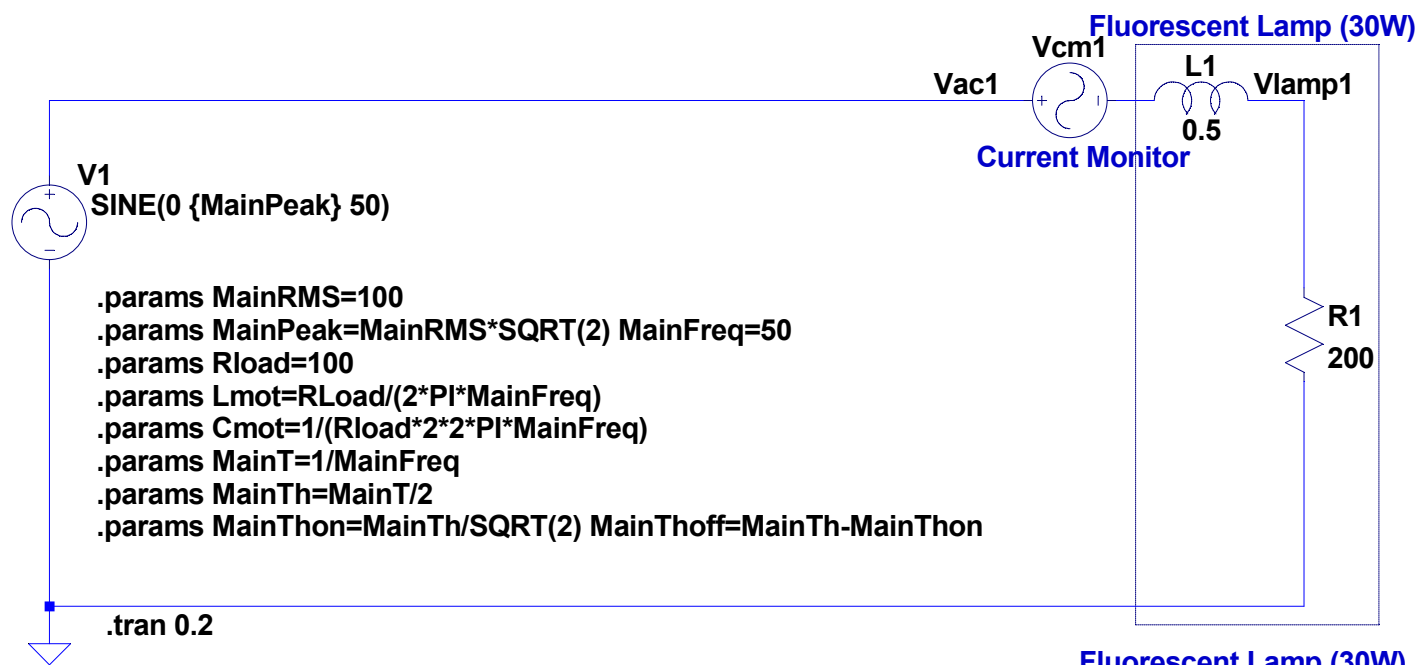 Fluorescent Lamp (30W)
Vcm1
Vac1
+
-
L1
Vlamp1
0.5
Current Monitor
V1
+
SINE(0 {MainPeak} 50)
-
.params MainRMS=100
.params MainPeak=MainRMS*SQRT(2) MainFreq=50
.params Rload=100
.params Lmot=RLoad/(2*PI*MainFreq)
.params Cmot=1/(Rload*2*2*PI*MainFreq)
.params MainT=1/MainFreq
.params MainTh=MainT/2
.params MainThon=MainTh/SQRT(2) MainThoff=MainTh-MainThon
R1
200
.tran 0.2
Fluorescent Lamp (30W)